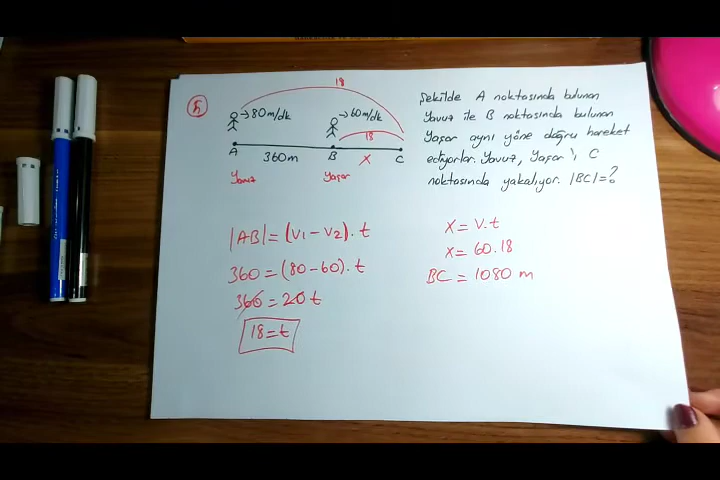 5
18
→80m/dk
→60m/dk
18
A
360m
B
X
C
Yavuz
Yaşar
Şekilde A noktasında bulunan
Yavuz ile B noktasında bulunan
Yaşar aynı yöne doğru hareket
ediyorlar. Yavuz, Yaşar'ı C
noktasında yakalıyor. |BC|=?
|AB|= (V1 - V2). t
360 = (80-60). t
360 = 20 t
18=t
X= V.t
x= 60.18
BC = 1080 m